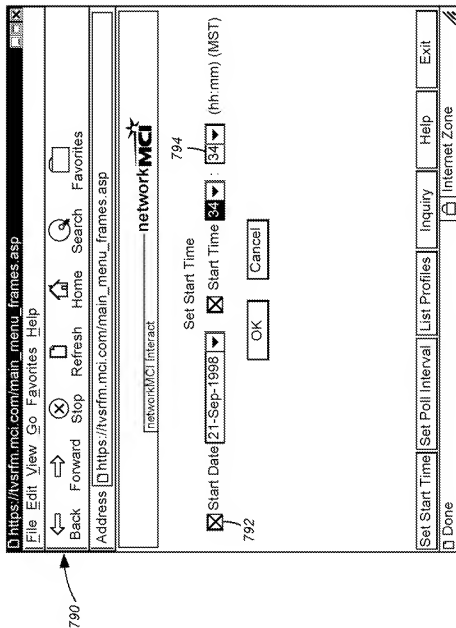 https://tvsrfm.mci.com/main_menu_frames.asp
File Edit View Go Favorites Help
Back Forward Stop Refresh Home Search Favorites
Address https://tvsrfm.mci.com/main_menu_frames.asp
networkMCI Interact
networkMCI
Set Start Time
Start Date 21-Sep-1998 Start Time 34 : 34 (hh:mm) (MST)
OK Cancel
Set Start Time Set Poll Interval List Profiles Inquiry Help Exit
Done Internet Zone
790
792
794